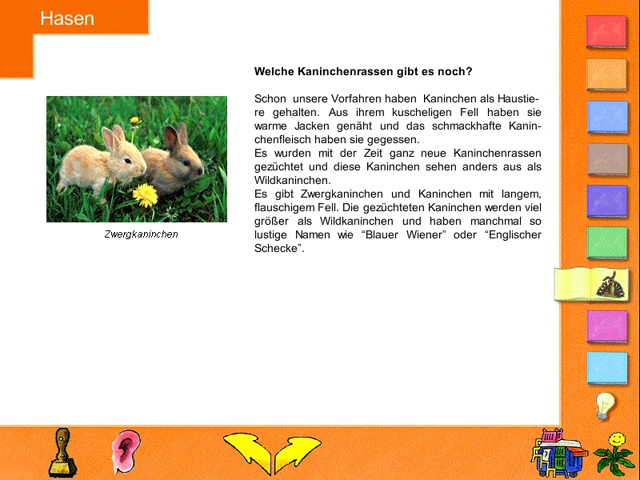 Hasen
Welche Kaninchenrassen gibt es noch?
Schon unsere Vorfahren haben Kaninchen als Haustie-
re gehalten. Aus ihrem kuscheligen Fell haben sie
warme Jacken genäht und das schmackhafte Kanin-
chenfleisch haben sie gegessen.
Es wurden mit der Zeit ganz neue Kaninchenrassen
gezüchtet und diese Kaninchen sehen anders aus als
Wildkaninchen.
Es gibt Zwergkaninchen und Kaninchen mit langem,
flauschigem Fell. Die gezüchteten Kaninchen werden viel
größer als Wildkaninchen und haben manchmal so
lustige Namen wie “Blauer Wiener” oder “Englischer
Schecke”.
Zwergkaninchen